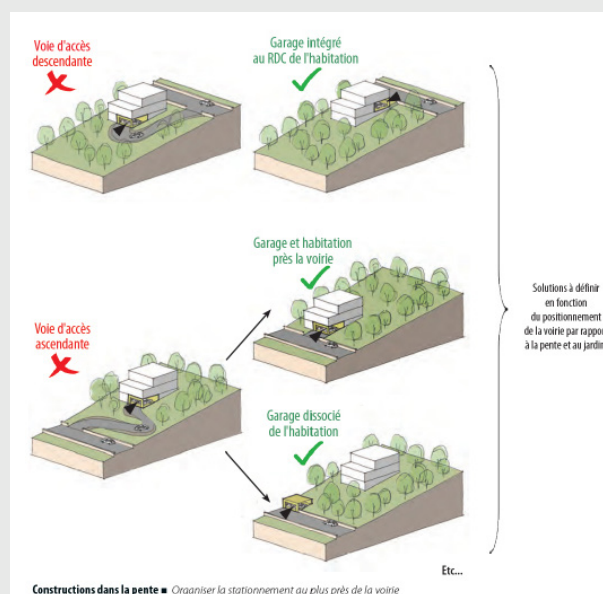 Voie d'accès
descendante
Garage intégré
au RDC de l'habitation
Garage et habitation
près la voirie
Voie d'accès
ascendante
Garage dissocié
de l'habitation
Solutions à définir
en fonction
du positionnement
de la voirie par rapport
à la pente et au jardin
Etc...
Constructions dans la pente ■ Organiser la stationnement au plus près de la voirie